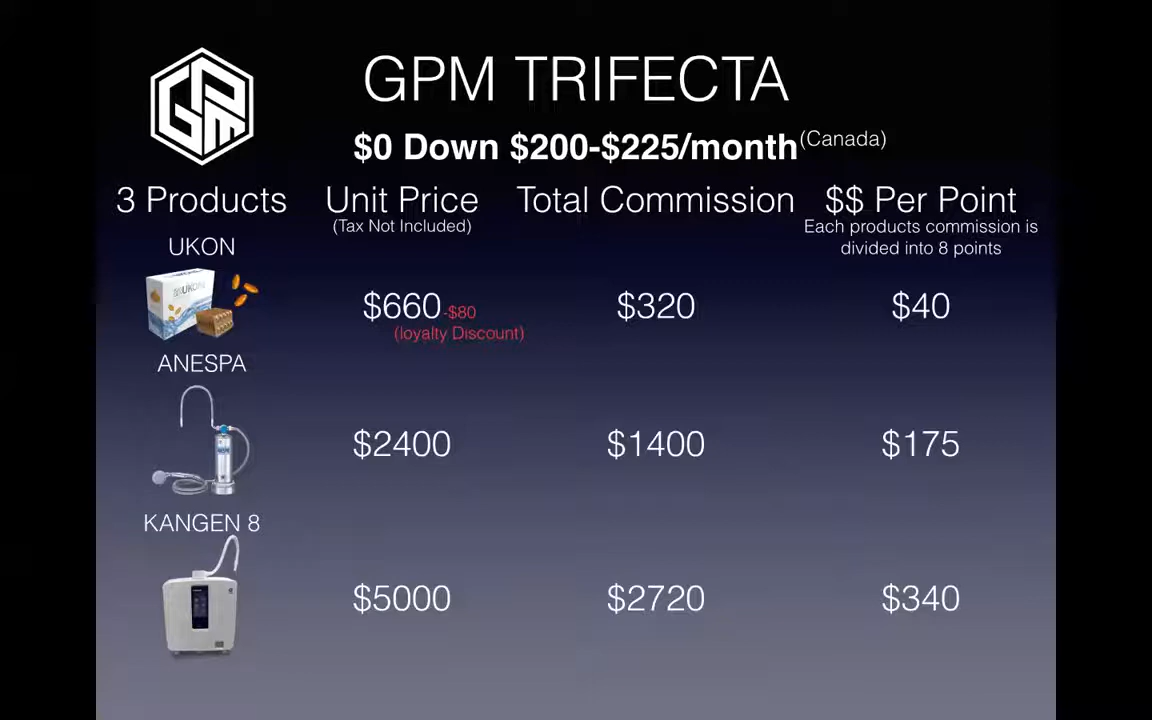 GPM
GPM TRIFECTA
$0 Down $200-$225/month(Canada)
3 Products
Unit Price
(Tax Not Included)
Total Commission
$$ Per Point
Each products commission is
divided into 8 points
UKON
UKON
$660-$80
(loyalty Discount)
$320
$40
ANESPA
$2400
$1400
$175
KANGEN 8
$5000
$2720
$340